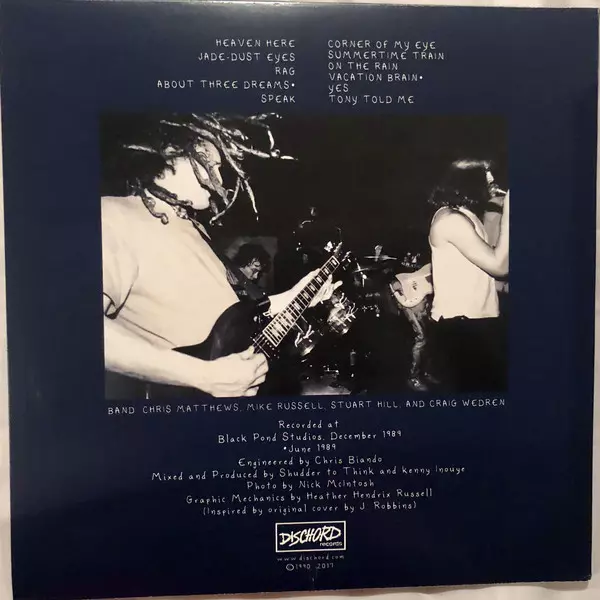 HEAVEN HERE
JADE-DUST EYES
RAG
ABOUT THREE DREAMS•
SPEAK
CORNER OF MY EYE
SUMMERTIME TRAIN
ON THE RAIN
VACATION BRAIN•
YES
TONY TOLD ME
BAND: CHRIS MATTHEWS, MIKE RUSSELL, STUART HILL, AND CRAIG WEDREN
Recorded at
Black Pond Studios, December 1989
•June 1989
Engineered by Chris Biando
Mixed and Produced by Shudder to Think and Kenny Inouye
Photo by Nick McIntosh
Graphic Mechanics by Heather Hendrix Russell
(Inspired by original cover by J. Robbins)
DISCHORD
records
www.dischord.com
©1990, 2017